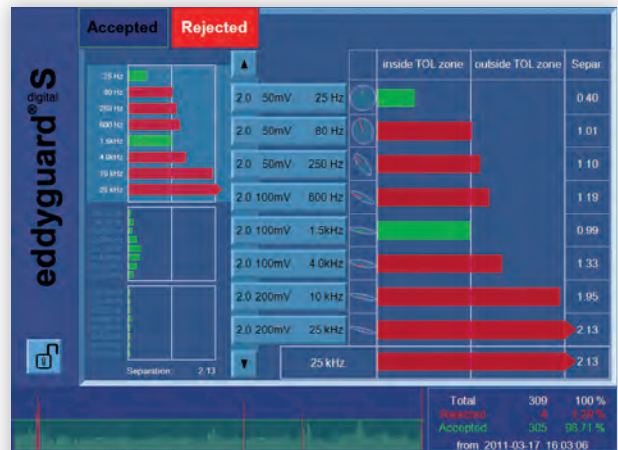 Accepted Rejected
eddyguard® S
digital
inside TOL zone outside TOL zone Separ.
25 Hz
80 Hz
250 Hz
600 Hz
1.5kHz
4.0kHz
25 kHz
Separation: 2.13
2.0 50mV 25 Hz 0.40
2.0 50mV 80 Hz 1.01
2.0 50mV 250 Hz 1.10
2.0 100mV 600 Hz 1.19
2.0 100mV 1.5kHz 0.99
2.0 100mV 4.0kHz 1.33
2.0 200mV 10 kHz 1.95
2.0 200mV 25 kHz 2.13
25 kHz 2.13
Total 309 100 %
Rejected 4 1.29 %
Accepted 305 98.71 %
from 2011-03-17 16:03:06